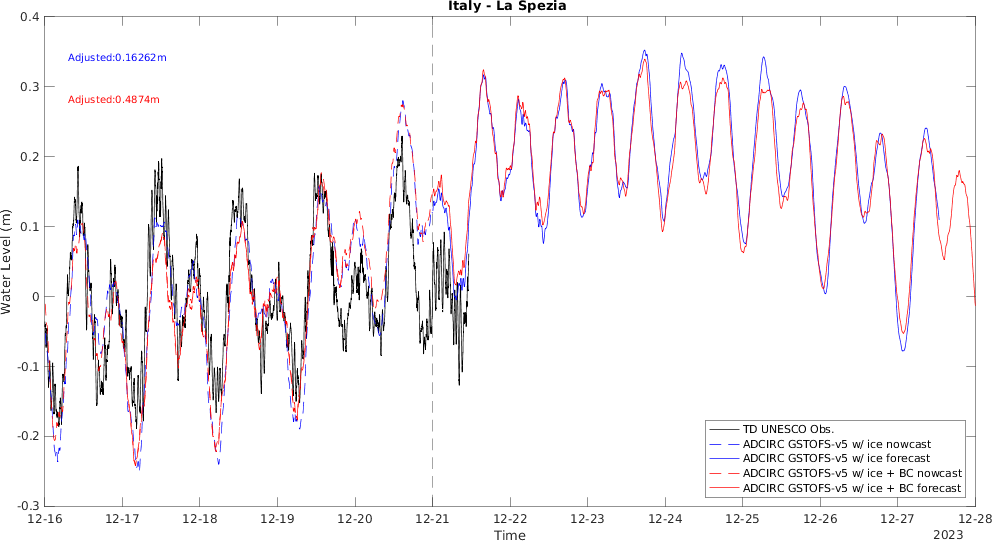 Italy - La Spezia
Adjusted:0.16262m
Adjusted:0.4874m
Water Level (m)
0.4
0.3
0.2
0.1
0
-0.1
-0.2
-0.3
TD UNESCO Obs.
ADCIRC GSTOFS-v5 w/ ice nowcast
ADCIRC GSTOFS-v5 w/ ice forecast
ADCIRC GSTOFS-v5 w/ ice + BC nowcast
ADCIRC GSTOFS-v5 w/ ice + BC forecast
12-16 12-17 12-18 12-19 12-20 12-21 12-22 12-23 12-24 12-25 12-26 12-27 12-28
Time
2023